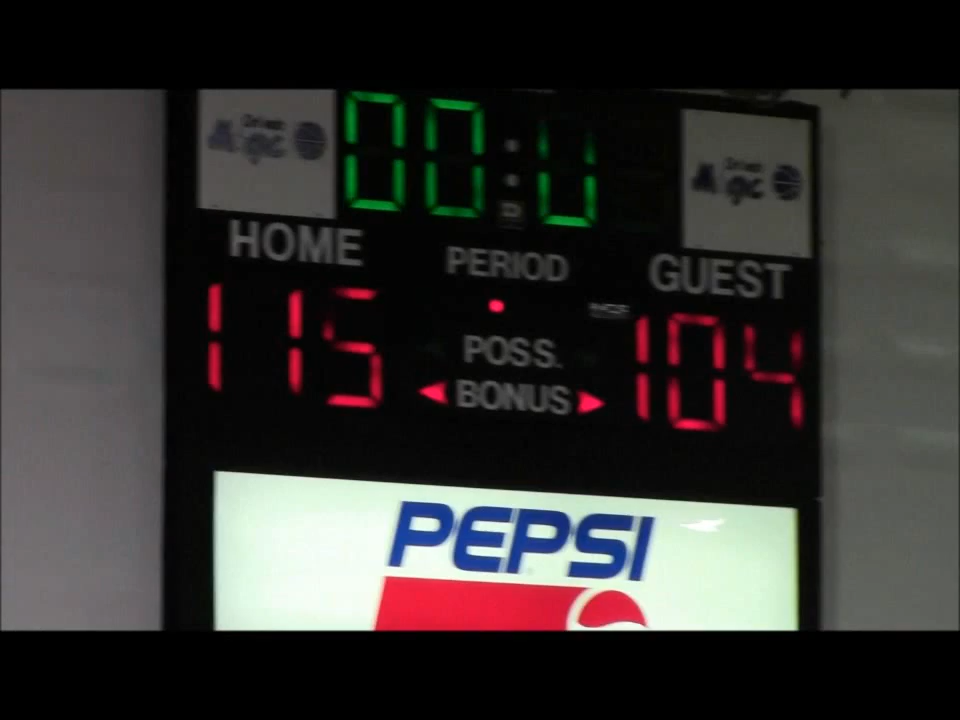 00:0
HOME
PERIOD
GUEST
115
POSS.
104
BONUS
PEPSI